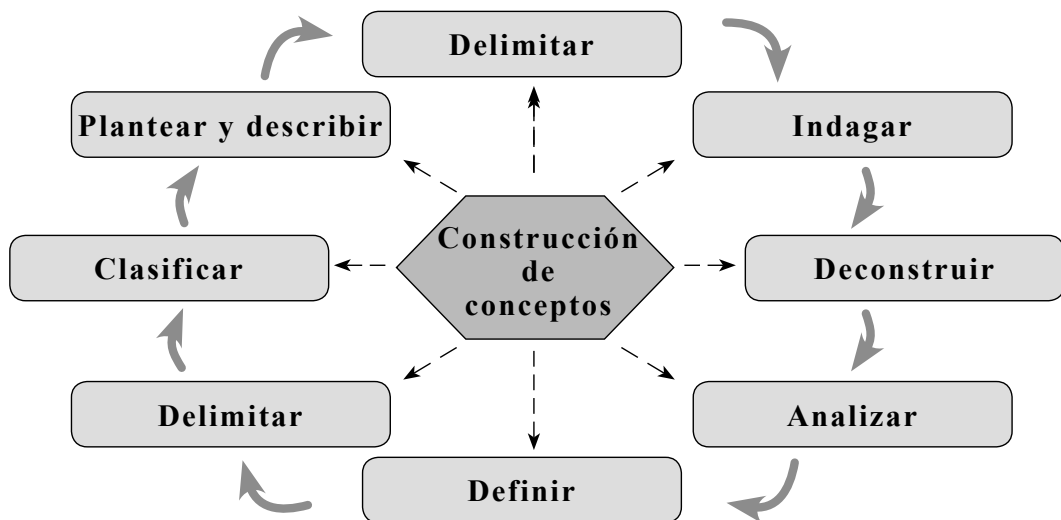 Delimitar
Plantear y describir
Indagar
Construcción
de
conceptos
Clasificar
Deconstruir
Delimitar
Analizar
Definir